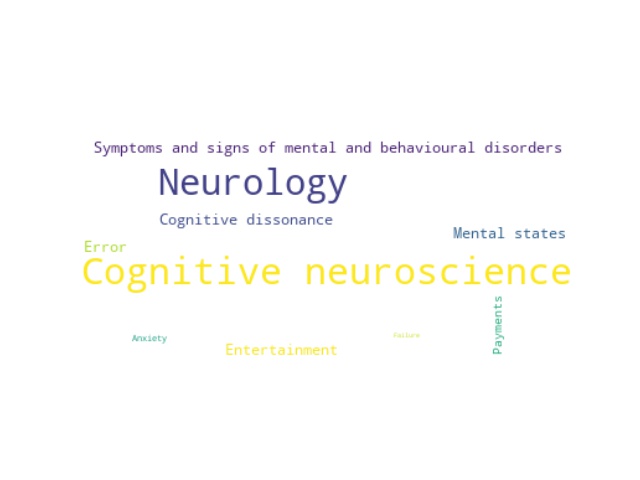 Symptoms and signs of mental and behavioural disorders
Neurology
Cognitive dissonance
Mental states
Error
Cognitive neuroscience
Payments
Failure
Anxiety
Entertainment